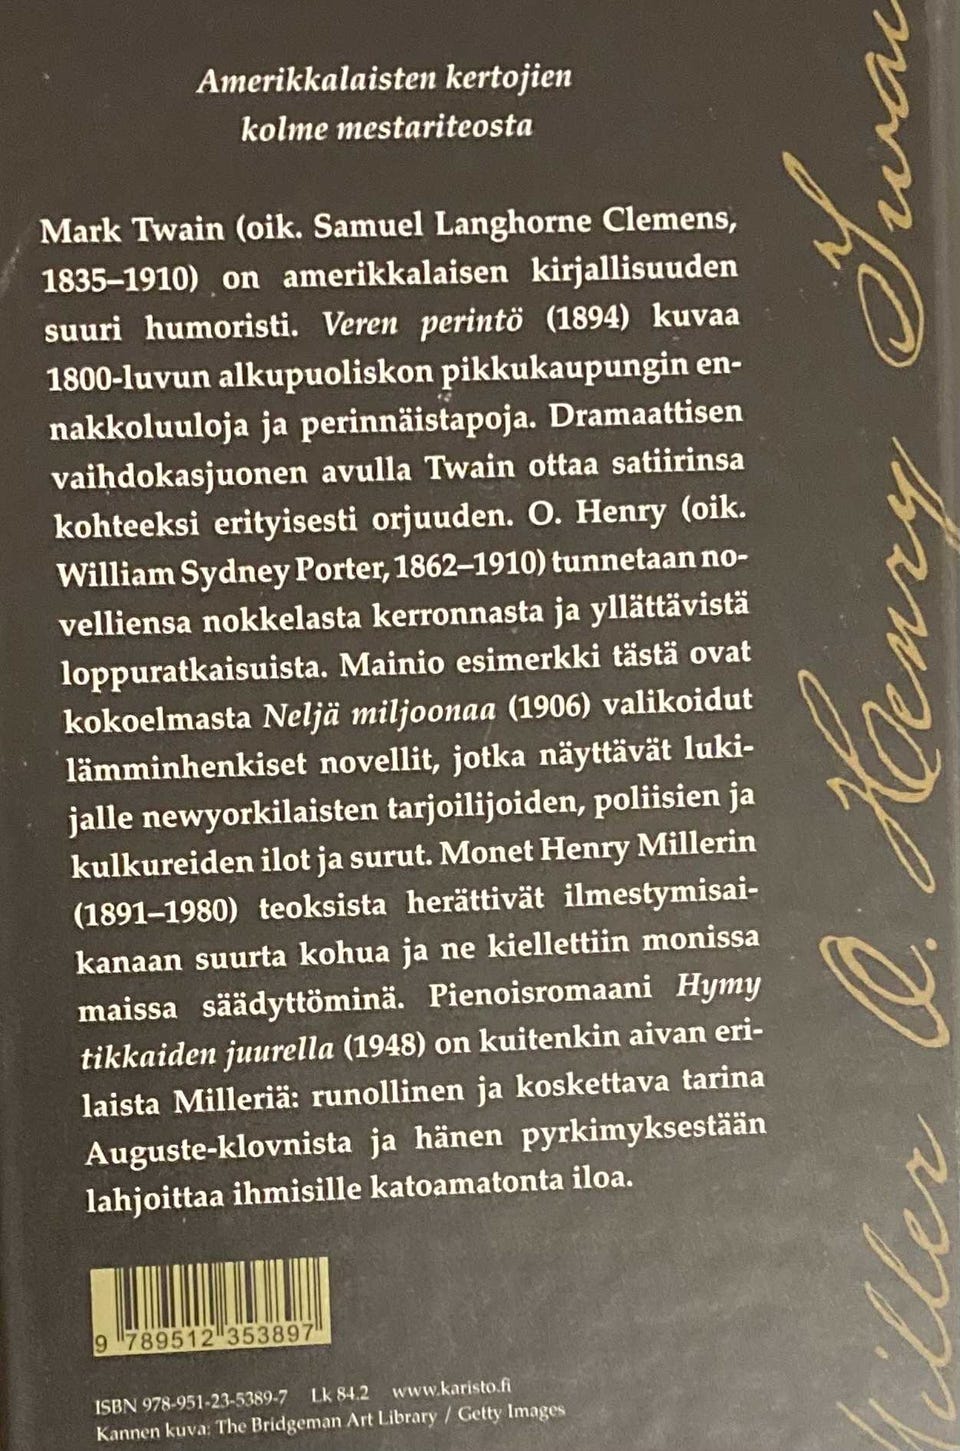 Amerikkalaisten kertojien
kolme mestariteosta
Mark Twain (oik. Samuel Langhorne Clemens,
1835–1910) on amerikkalaisen kirjallisuuden
suuri humoristi. Veren perintö (1894) kuvaa
1800-luvun alkupuoliskon pikkukaupungin en-
nakkoluuloja ja perinnäistapoja. Dramaattisen
vaihdokasjuonen avulla Twain ottaa satiirinsa
kohteeksi erityisesti orjuuden. O. Henry (oik.
William Sydney Porter, 1862–1910) tunnetaan no-
velliensa nokkelasta kerronnasta ja yllättävistä
loppuratkaisuista. Mainio esimerkki tästä ovat
kokoelmasta Neljä miljoonaa (1906) valikoidut
lämminhenkiset novellit, jotka näyttävät luki-
jalle newyorkilaisten tarjoilijoiden, poliisien ja
kulkureiden ilot ja surut. Monet Henry Millerin
(1891–1980) teoksista herättivät ilmestymisai-
kanaan suurta kohua ja ne kiellettiin monissa
maissa säädyttöminä. Pienoisromaani Hymy
tikkaiden juurella (1948) on kuitenkin aivan eri-
laista Milleriä: runollinen ja koskettava tarina
Auguste-klovnista ja hänen pyrkimyksestään
lahjoittaa ihmisille katoamatonta iloa.
9 789512 353897
ISBN 978-951-23-5389-7 Lk 84.2 www.karisto.fi
Kannen kuva: The Bridgeman Art Library / Getty Images
Miller O. Henry Twai